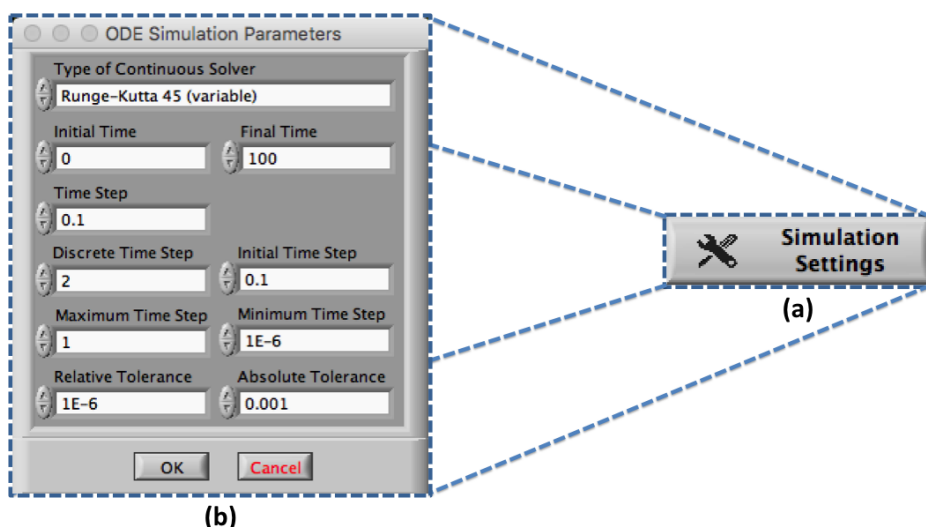 ODE Simulation Parameters
Type of Continuous Solver
Runge-Kutta 45 (variable)
Initial Time Final Time
0 100
Time Step
0.1
Discrete Time Step Initial Time Step
2 0.1
Maximum Time Step Minimum Time Step
1 1E-6
Relative Tolerance Absolute Tolerance
1E-6 0.001
OK Cancel
(b)
Simulation
Settings
(a)